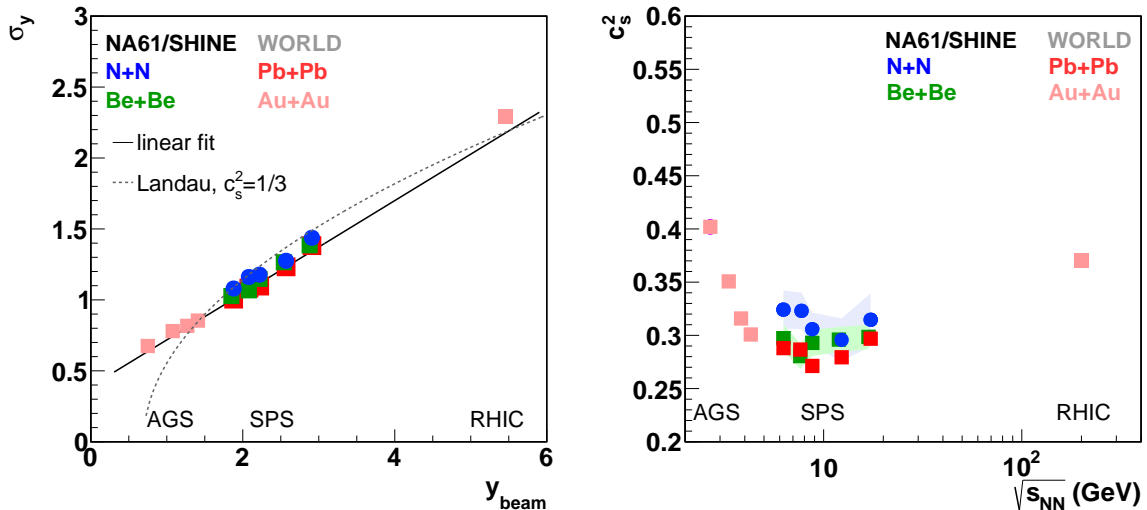 σ_y
3
2.5
2
1.5
1
0.5
0
NA61/SHINE WORLD
N+N Pb+Pb
Be+Be Au+Au
linear fit
Landau, c_s^2=1/3
AGS SPS RHIC
0 2 4 6
y_beam
c_s^2
0.6
0.55
0.5
0.45
0.4
0.35
0.3
0.25
0.2
NA61/SHINE WORLD
N+N Pb+Pb
Be+Be Au+Au
AGS SPS RHIC
10 10^2
√s_NN (GeV)